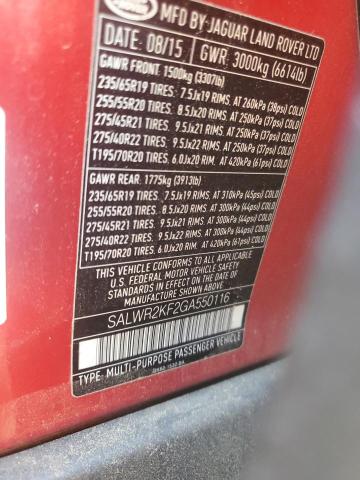 LAND ROVER
MFD BY JAGUAR LAND ROVER LTD
DATE: 08/15 GWR: 3000kg (6614lb)
GAWR FRONT: 1500kg (3307lb)
235/65R19 TIRES: 7.5Jx19 RIMS. AT 260kPa (38psi) COLD
255/55R20 TIRES: 8.5Jx20 RIMS. AT 250kPa (37psi) COLD
275/45R21 TIRES: 9.5Jx21 RIMS. AT 250kPa (37psi) COLD
275/40R22 TIRES: 9.5Jx22 RIMS. AT 250kPa (37psi) COLD
T195/70R20 TIRES: 6.0Jx20 RIM. AT 420kPa (61psi) COLD
GAWR REAR: 1775kg (3913lb)
235/65R19 TIRES: 7.5Jx19 RIMS. AT 310kPa (45psi) COLD
255/55R20 TIRES: 8.5Jx20 RIMS. AT 300kPa (44psi) COLD
275/45R21 TIRES: 9.5Jx21 RIMS. AT 300kPa (44psi) COLD
275/40R22 TIRES: 9.5Jx22 RIMS. AT 300kPa (44psi) COLD
T195/70R20 TIRES: 6.0Jx20 RIM. AT 420kPa (61psi) COLD
THIS VEHICLE CONFORMS TO ALL APPLICABLE
U.S. FEDERAL MOTOR VEHICLE SAFETY
STANDARDS IN EFFECT ON THE DATE OF
MANUFACTURE SHOWN ABOVE.
SALWR2KF2GA550116
TYPE: MULTI-PURPOSE PASSENGER VEHICLE